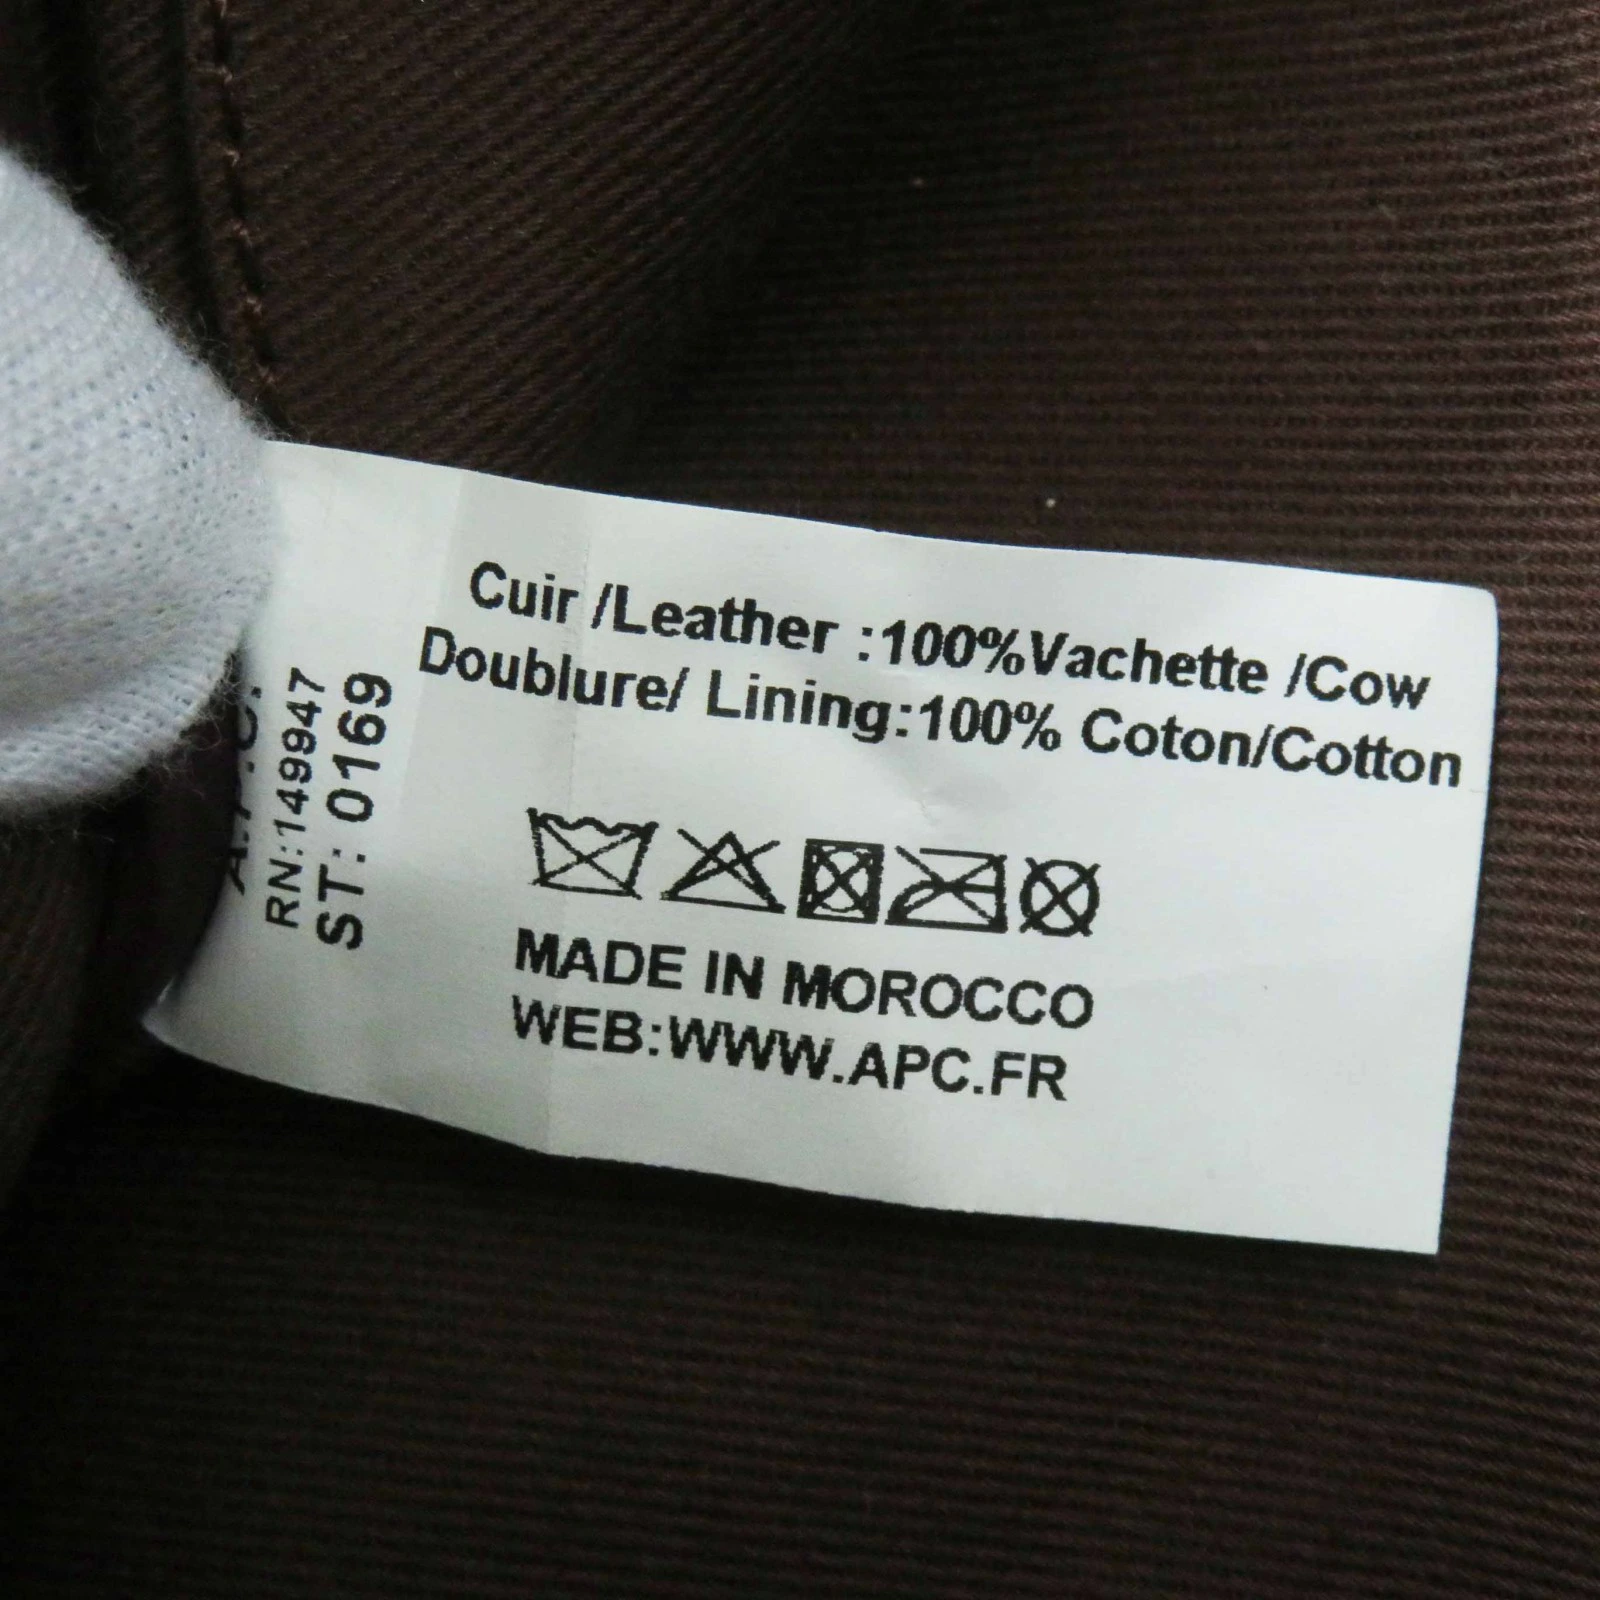 Cuir /Leather :100%Vachette /Cow
Doublure/ Lining:100% Coton/Cotton
MADE IN MOROCCO
WEB:WWW.APC.FR
A.P.C.
RN:149947
ST: 0169